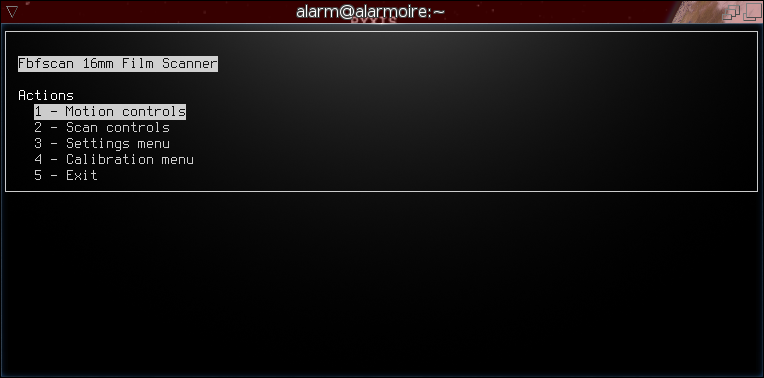 alarm@alarmoire:~
Fbfscan 16mm Film Scanner
Actions
1 - Motion controls
2 - Scan controls
3 - Settings menu
4 - Calibration menu
5 - Exit